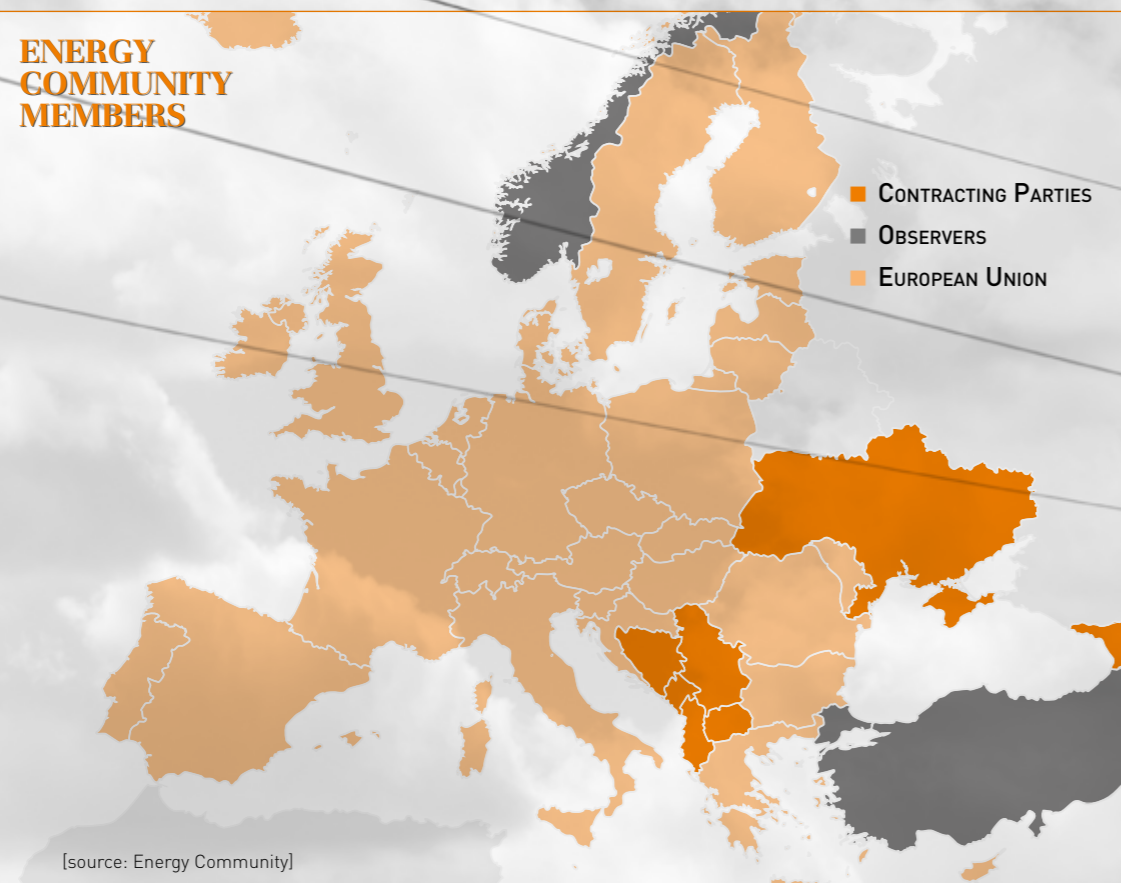 ENERGY
COMMUNITY
MEMBERS
CONTRACTING PARTIES
OBSERVERS
EUROPEAN UNION
[source: Energy Community]